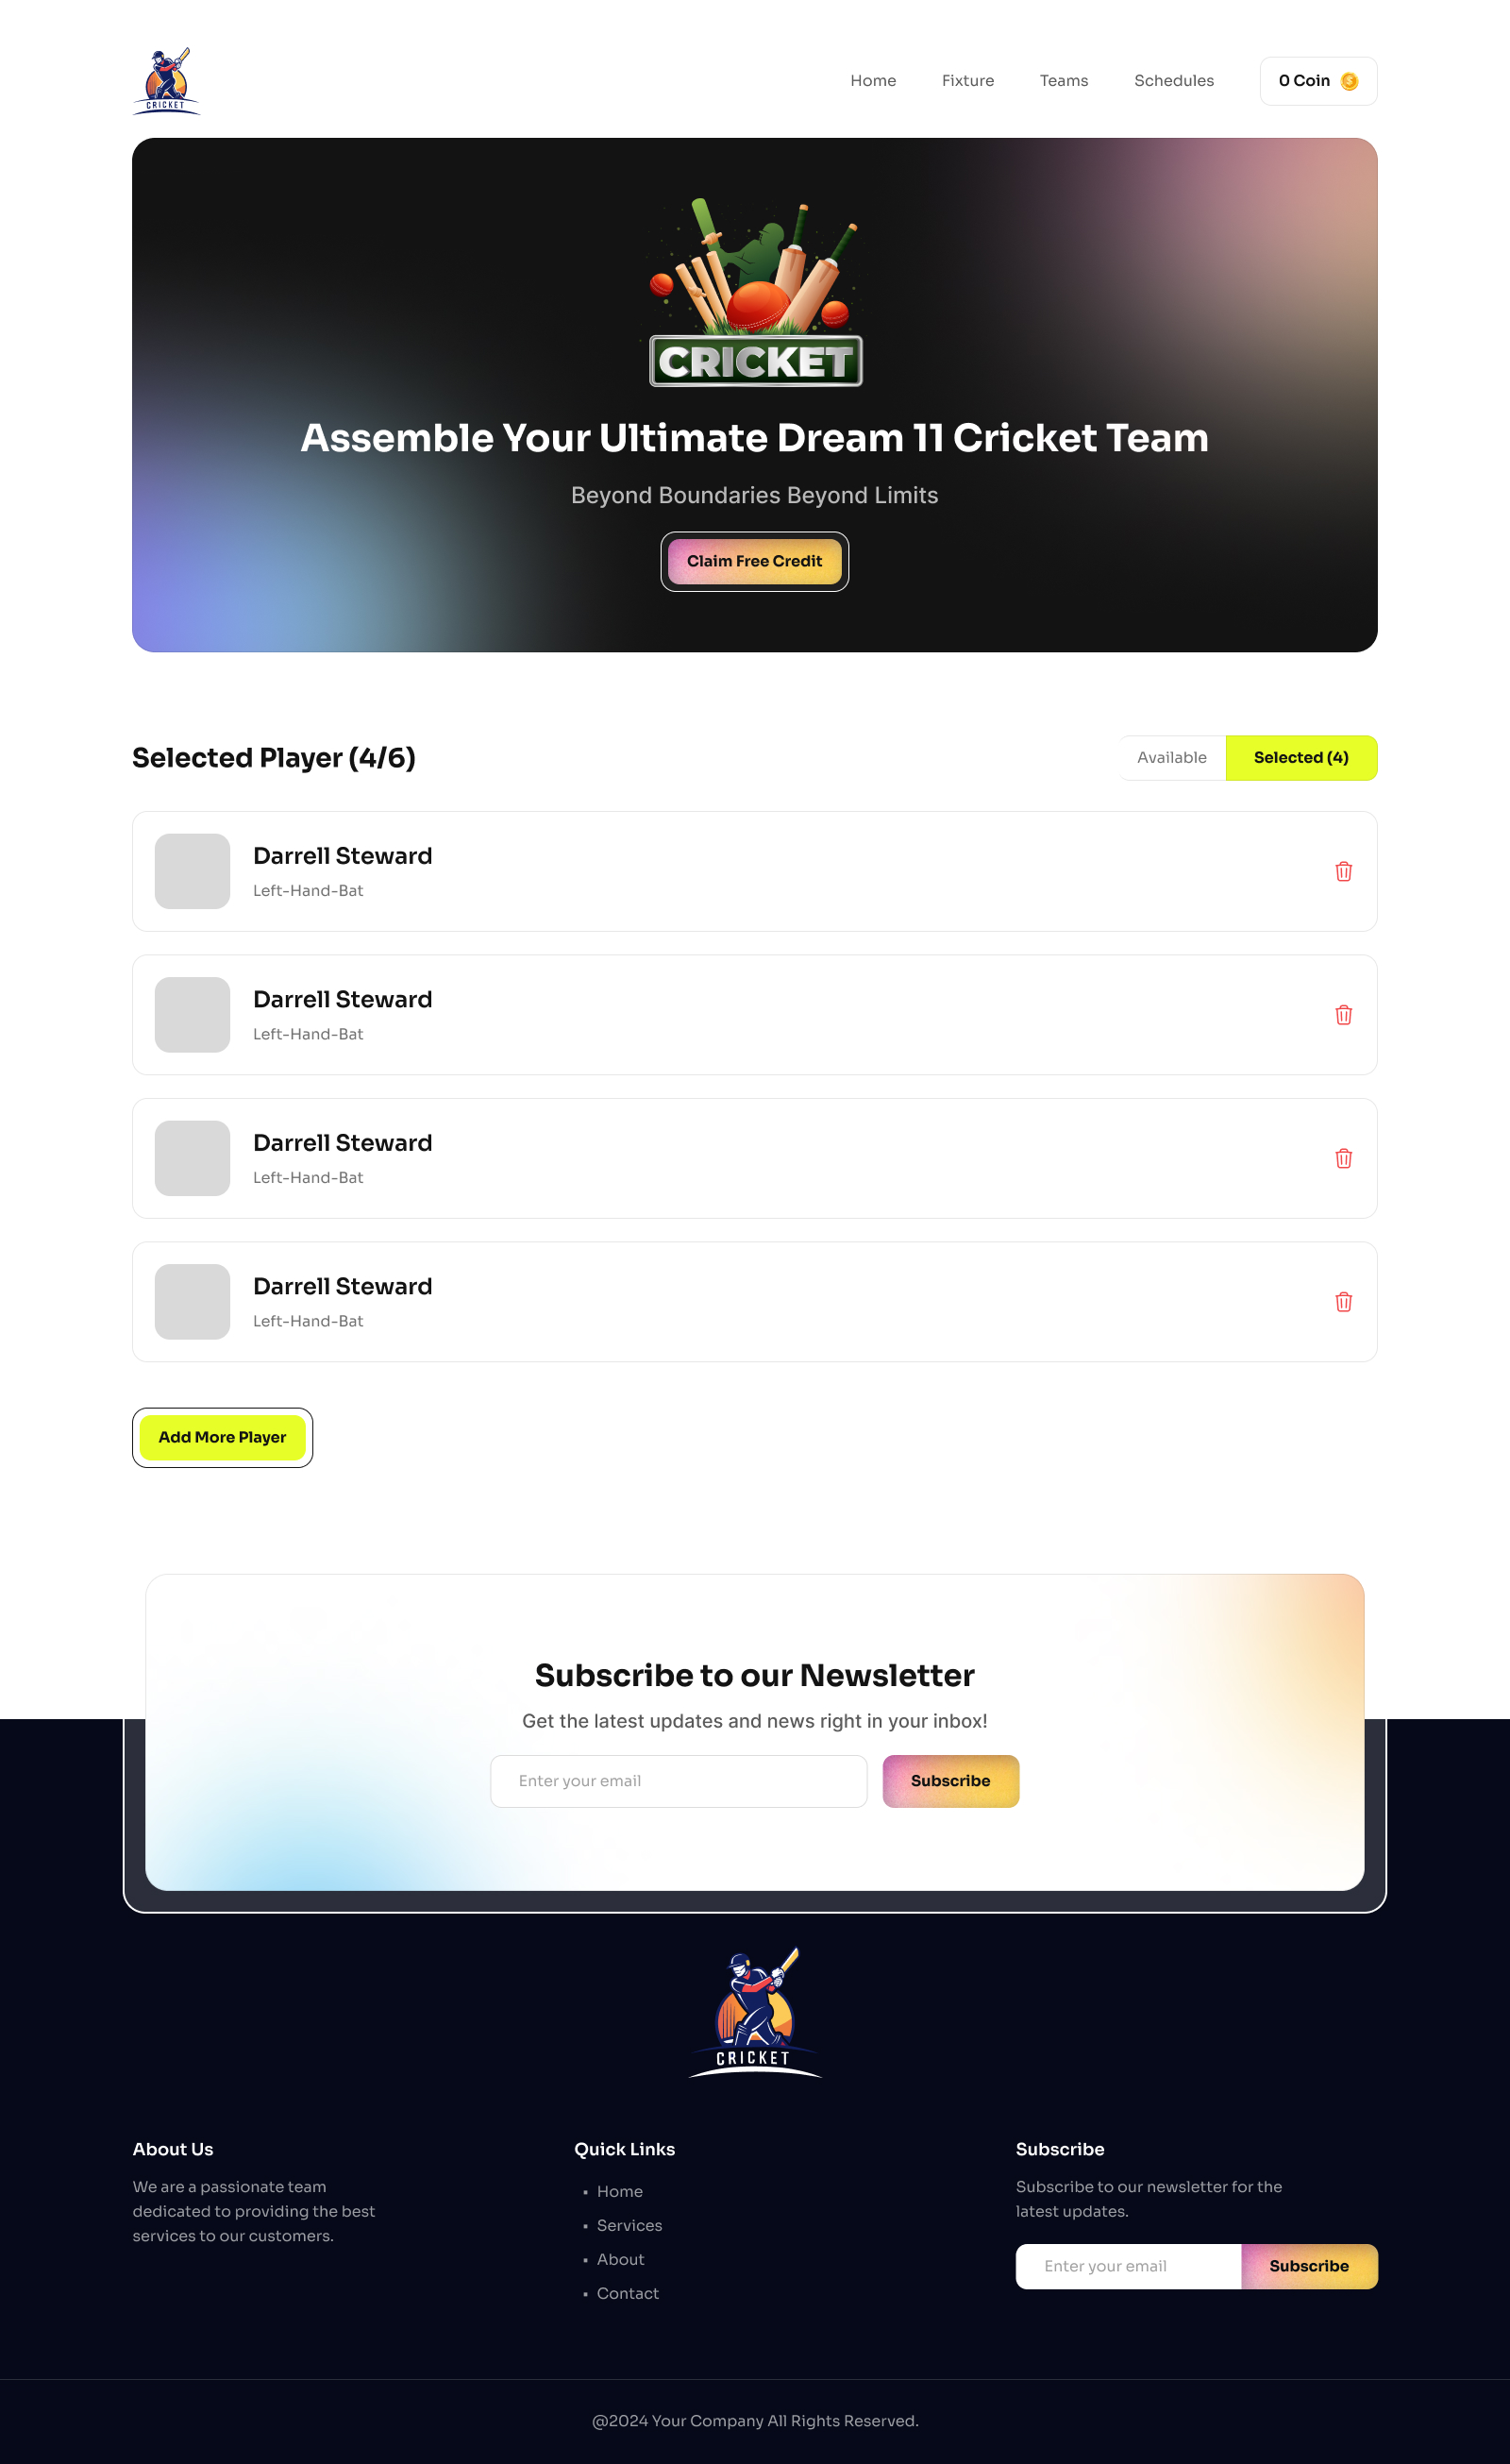 CRICKET
Home
Fixture
Teams
Schedules
0 Coin
CRICKET
Assemble Your Ultimate Dream 11 Cricket Team
Beyond Boundaries Beyond Limits
Claim Free Credit
Selected Player (4/6)
Available
Selected (4)
Darrell Steward
Left-Hand-Bat
Darrell Steward
Left-Hand-Bat
Darrell Steward
Left-Hand-Bat
Darrell Steward
Left-Hand-Bat
Add More Player
Subscribe to our Newsletter
Get the latest updates and news right in your inbox!
Enter your email
Subscribe
CRICKET
About Us
We are a passionate team
dedicated to providing the best
services to our customers.
Quick Links
Home
Services
About
Contact
Subscribe
Subscribe to our newsletter for the
latest updates.
Enter your email
Subscribe
@2024 Your Company All Rights Reserved.